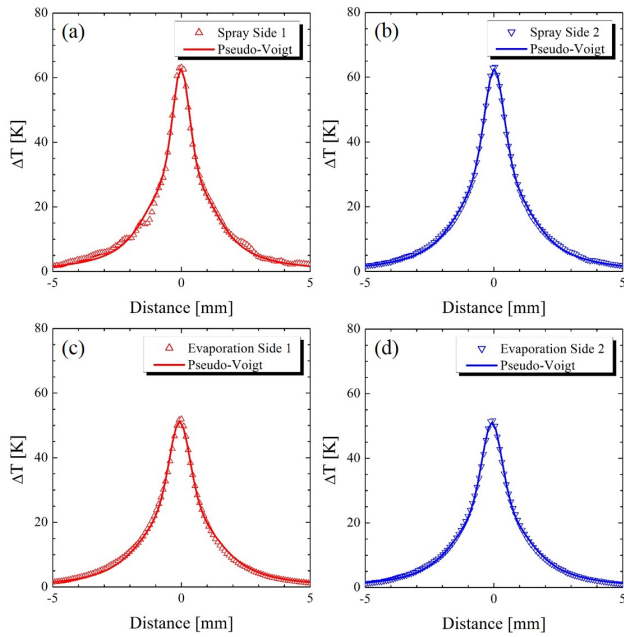 (a)
Spray Side 1
Pseudo-Voigt
80
60
40
20
0
ΔT [K]
-5 0 5
Distance [mm]
(b)
Spray Side 2
Pseudo-Voigt
80
60
40
20
0
ΔT [K]
-5 0 5
Distance [mm]
(c)
Evaporation Side 1
Pseudo-Voigt
80
60
40
20
0
ΔT [K]
-5 0 5
Distance [mm]
(d)
Evaporation Side 2
Pseudo-Voigt
80
60
40
20
0
ΔT [K]
-5 0 5
Distance [mm]